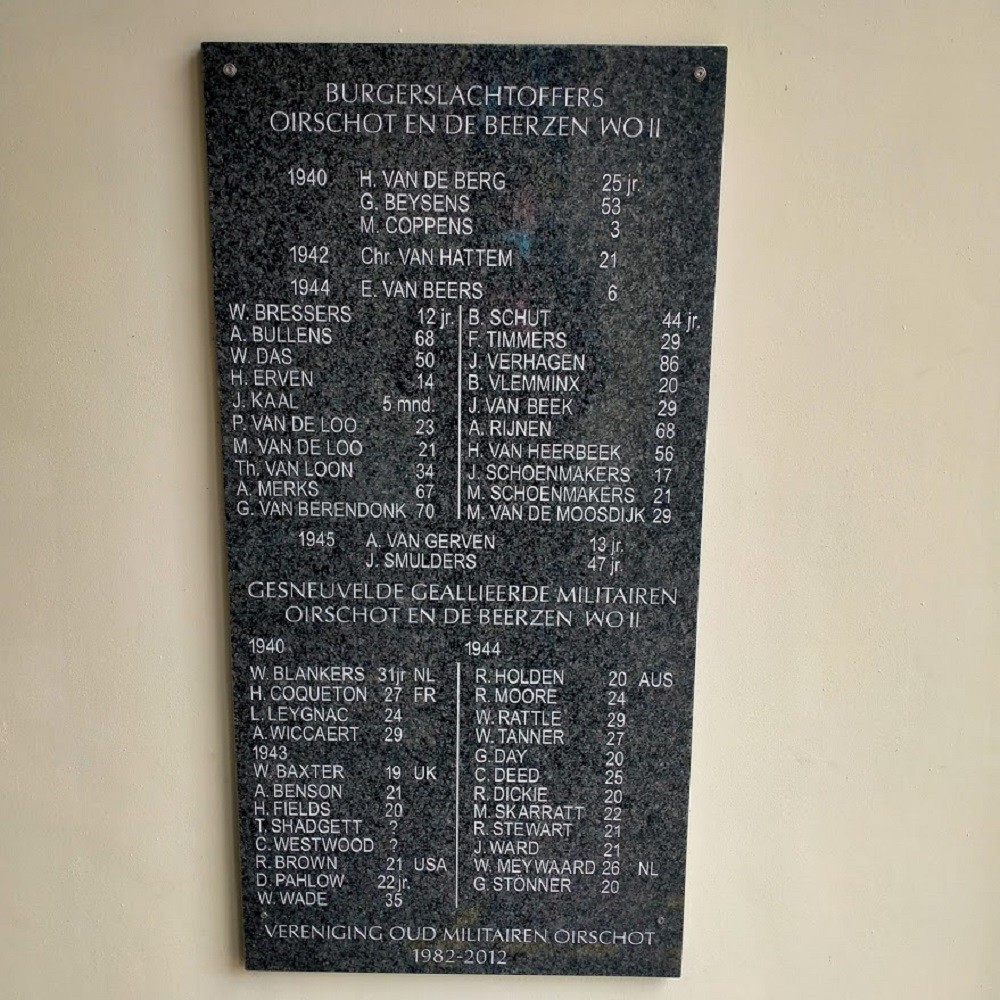 BURGERSLACHTOFFERS
OIRSCHOT EN DE BEERZEN WO II
1940 H. VAN DE BERG 25 jr.
G. BEYSENS 53
M. COPPENS 3
1942 Chr. VAN HATTEM 21
1944 E. VAN BEERS 6
W. BRESSERS 12 jr.
A. BULLENS 68
W. DAS 50
H. ERVEN 14
J. KAAL 5 mnd.
P. VAN DE LOO 23
M. VAN DE LOO 21
Th. VAN LOON 34
A. MERKS 67
G. VAN BERENDONK 70
B. SCHUT 44 jr.
F. TIMMERS 29
J. VERHAGEN 86
B. VLEMMINX 20
J. VAN BEEK 29
A. RIJNEN 68
H. VAN HEERBEEK 56
J. SCHOENMAKERS 17
M. SCHOENMAKERS 21
M. VAN DE MOOSDIJK 29
1945 A. VAN GERVEN 13 jr.
J. SMULDERS 47 jr.
GESNEUVELDE GEALLIEERDE MILITAIREN
OIRSCHOT EN DE BEERZEN WO II
1940
W. BLANKERS 31jr NL
H. COQUETON 27 FR
L. LEYGNAC 24
A. WICCAERT 29
1943
W. BAXTER 19 UK
A. BENSON 21
H. FIELDS 20
T. SHADGETT ?
C. WESTWOOD ?
R. BROWN 21 USA
D. PAHLOW 22 jr.
W. WADE 35
1944
R. HOLDEN 20 AUS
R. MOORE 24
W. RATTLE 29
W. TANNER 27
G. DAY 20
C. DEED 25
R. DICKIE 20
M. SKARRATT 22
R. STEWART 21
J. WARD 21
W. MEYWAARD 26 NL
G. STÖNNER 20
VERENIGING OUD MILITAIREN OIRSCHOT
1982-2012